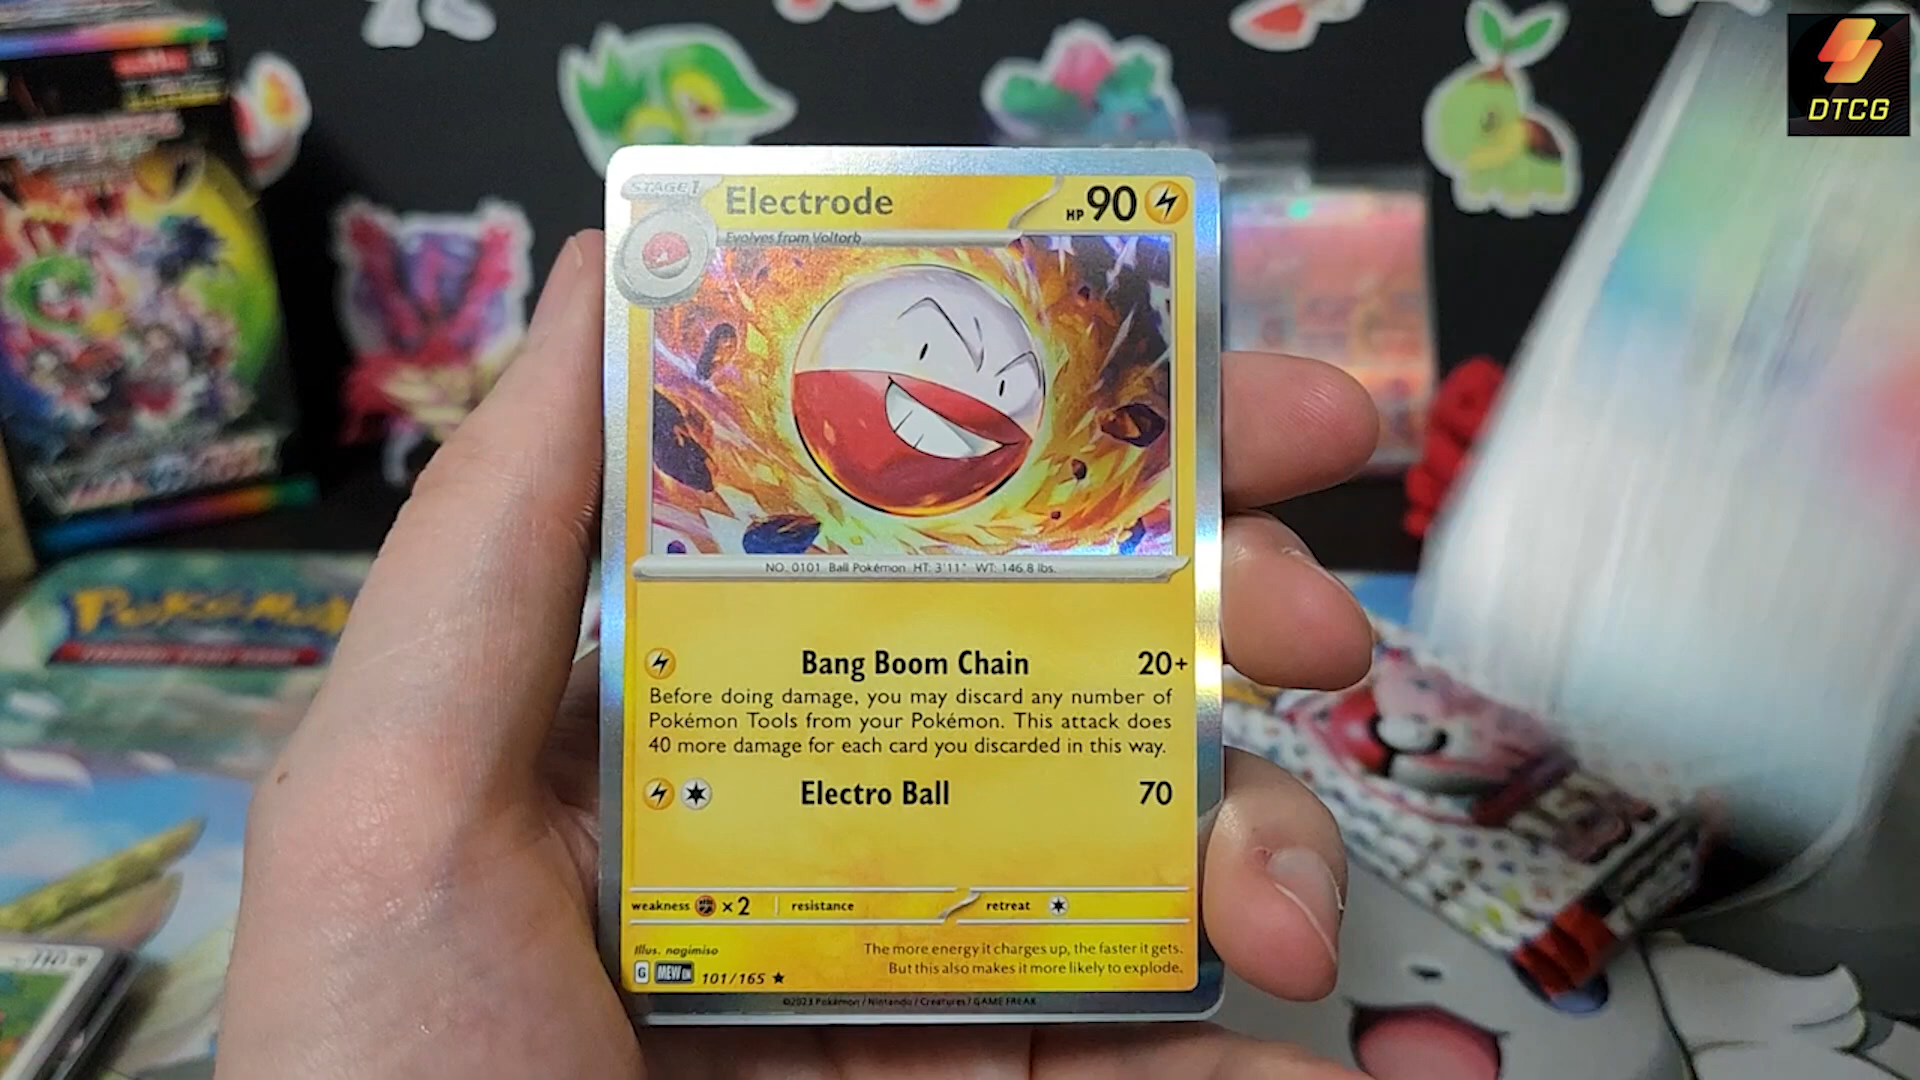 DTCG
STAGE 1
Electrode
HP 90
Evolves from Voltorb
NO. 0101 Ball Pokémon HT: 3'11" WT: 146.8 lbs.
Bang Boom Chain 20+
Before doing damage, you may discard any number of
Pokémon Tools from your Pokémon. This attack does
40 more damage for each card you discarded in this way.
Electro Ball 70
weakness ×2 resistance retreat
Illus. nagimiso
The more energy it charges up, the faster it gets.
But this also makes it more likely to explode.
G MEW EN 101/165 ★
©2023 Pokémon / Nintendo / Creatures / GAME FREAK
POKéMON
151